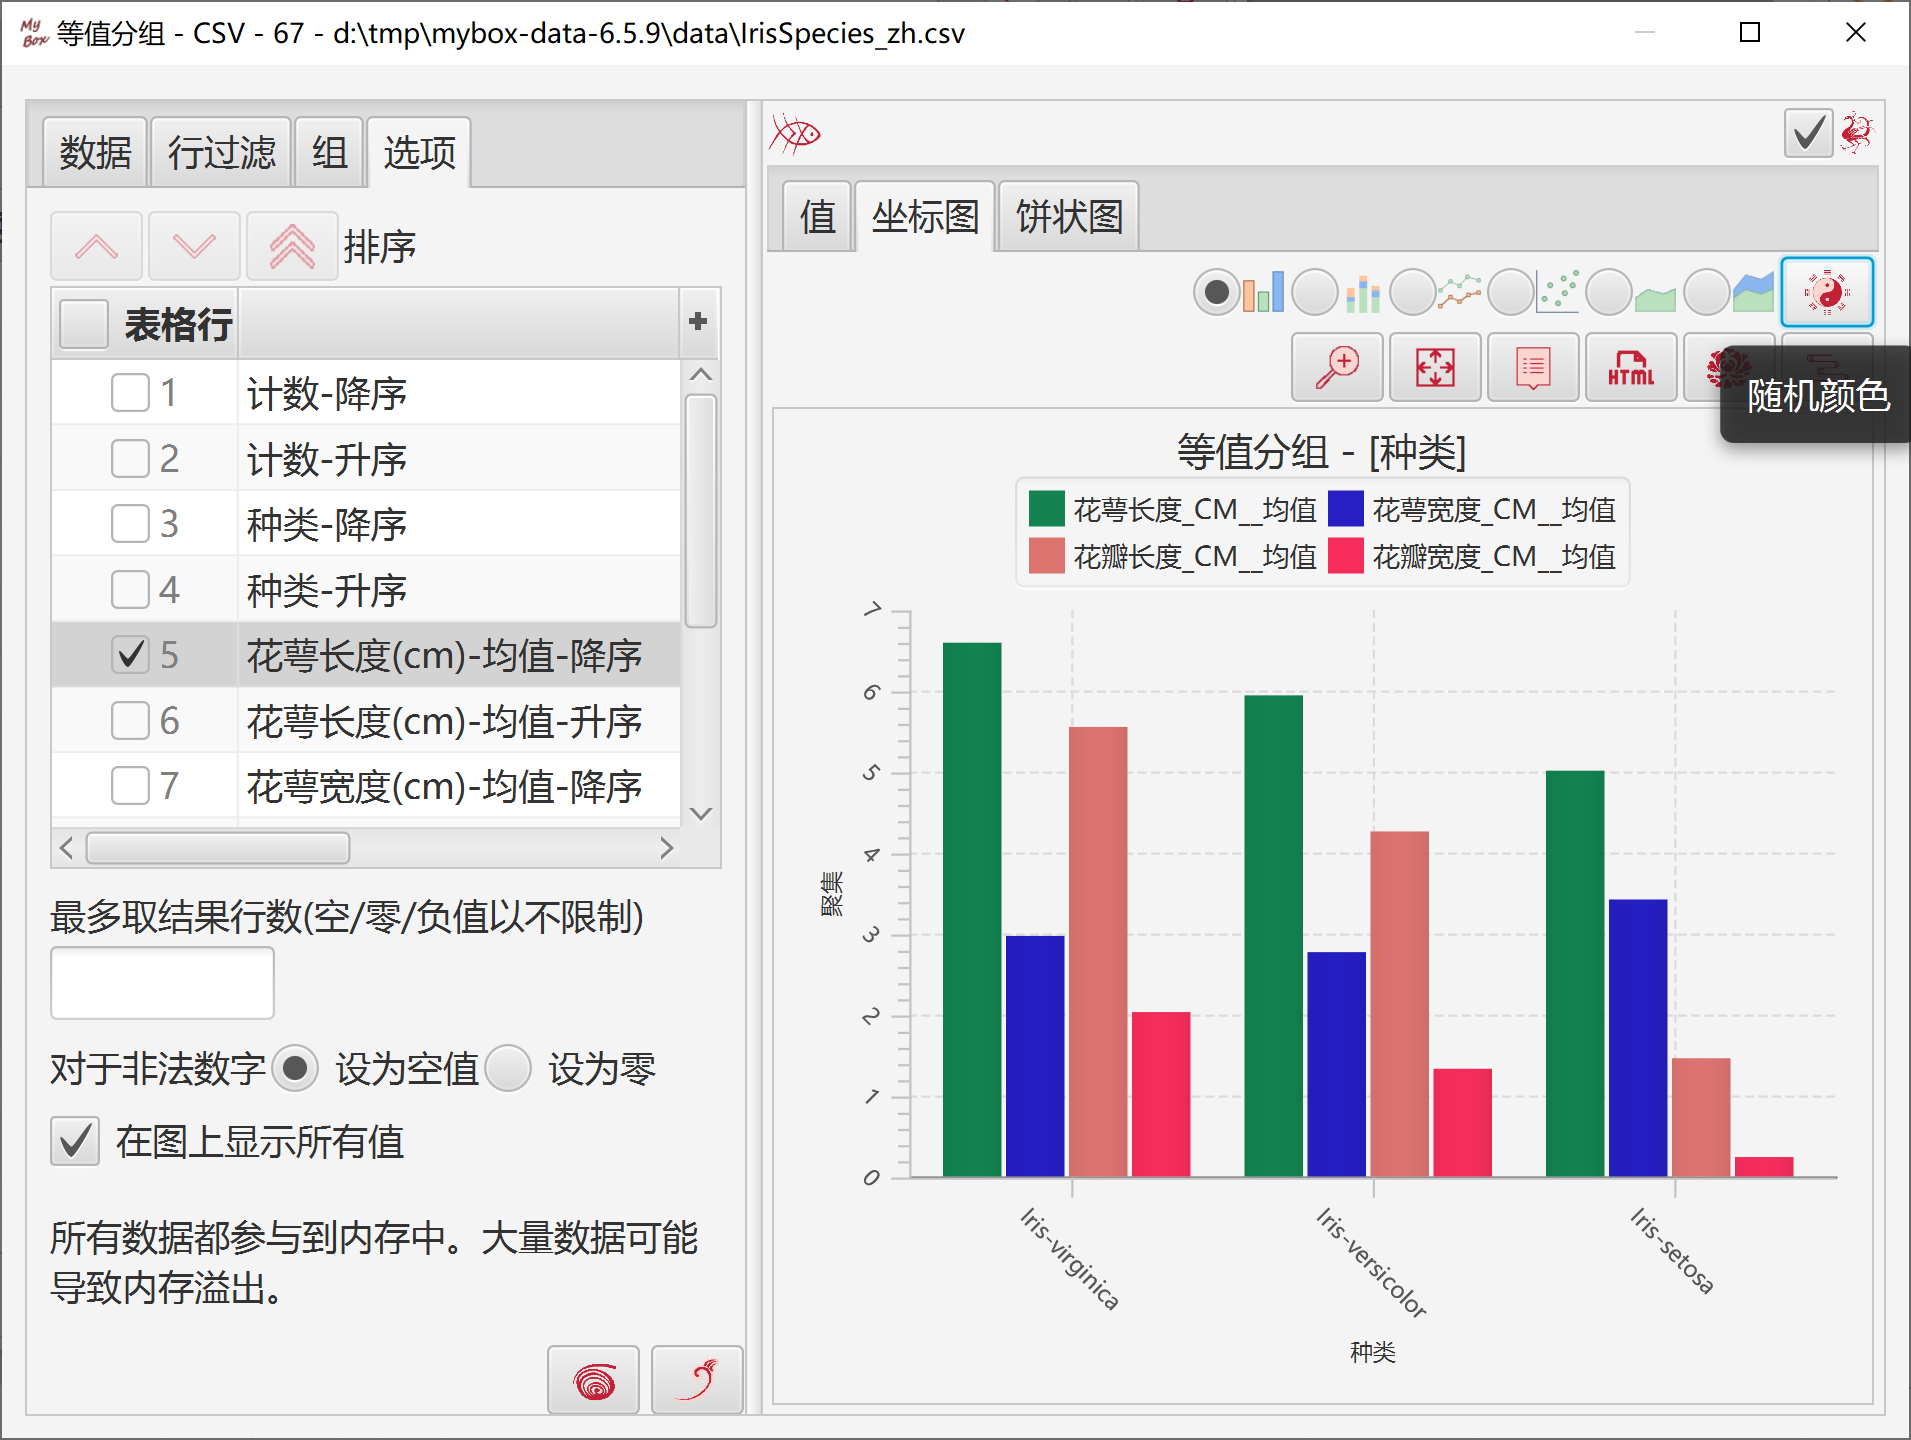 My Box 等值分组 - CSV - 67 - d:\tmp\mybox-data-6.5.9\data\IrisSpecies_zh.csv
数据 行过滤 组 选项
排序
表格行 +
1 计数-降序
2 计数-升序
3 种类-降序
4 种类-升序
5 花萼长度(cm)-均值-降序
6 花萼长度(cm)-均值-升序
7 花萼宽度(cm)-均值-降序
最多取结果行数(空/零/负值以不限制)
对于非法数字 设为空值 设为零
在图上显示所有值
所有数据都参与到内存中。大量数据可能
导致内存溢出。
值 坐标图 饼状图
HTML
随机颜色
等值分组 - [种类]
花萼长度_CM__均值 花萼宽度_CM__均值
花瓣长度_CM__均值 花瓣宽度_CM__均值
7
6
5
4
3
2
1
0
聚集
Iris-virginica
Iris-versicolor
Iris-setosa
种类